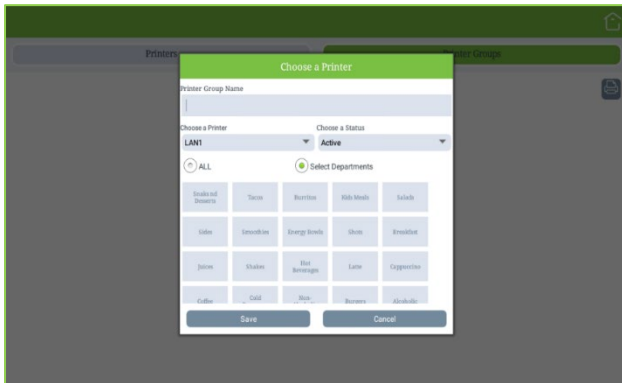 Printers
Printer Groups
Choose a Printer
Printer Group Name
Choose a Printer
Choose a Status
LAN1
Active
ALL
Select Departments
Desserts
Tacos
Burritos
Kids Meals
Salads
Sides
Smoothies
Energy Bowls
Shots
Breakfast
Juices
Shakes
Hot
Beverages
Latte
Cappuccino
Coffee
Cold
Non-
Burgers
Alcoholic
Save
Cancel